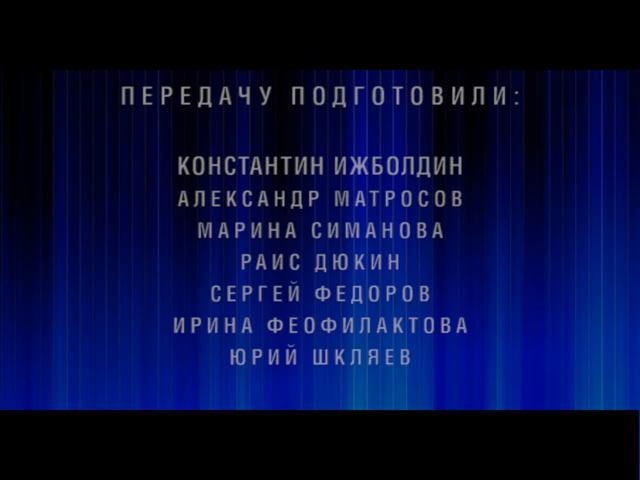 ПЕРЕДАЧУ ПОДГОТОВИЛИ:
КОНСТАНТИН ИЖБОЛДИН
АЛЕКСАНДР МАТРОСОВ
МАРИНА СИМАНОВА
РАИС ДЮКИН
СЕРГЕЙ ФЕДОРОВ
ИРИНА ФЕОФИЛАКТОВА
ЮРИЙ ШКЛЯЕВ